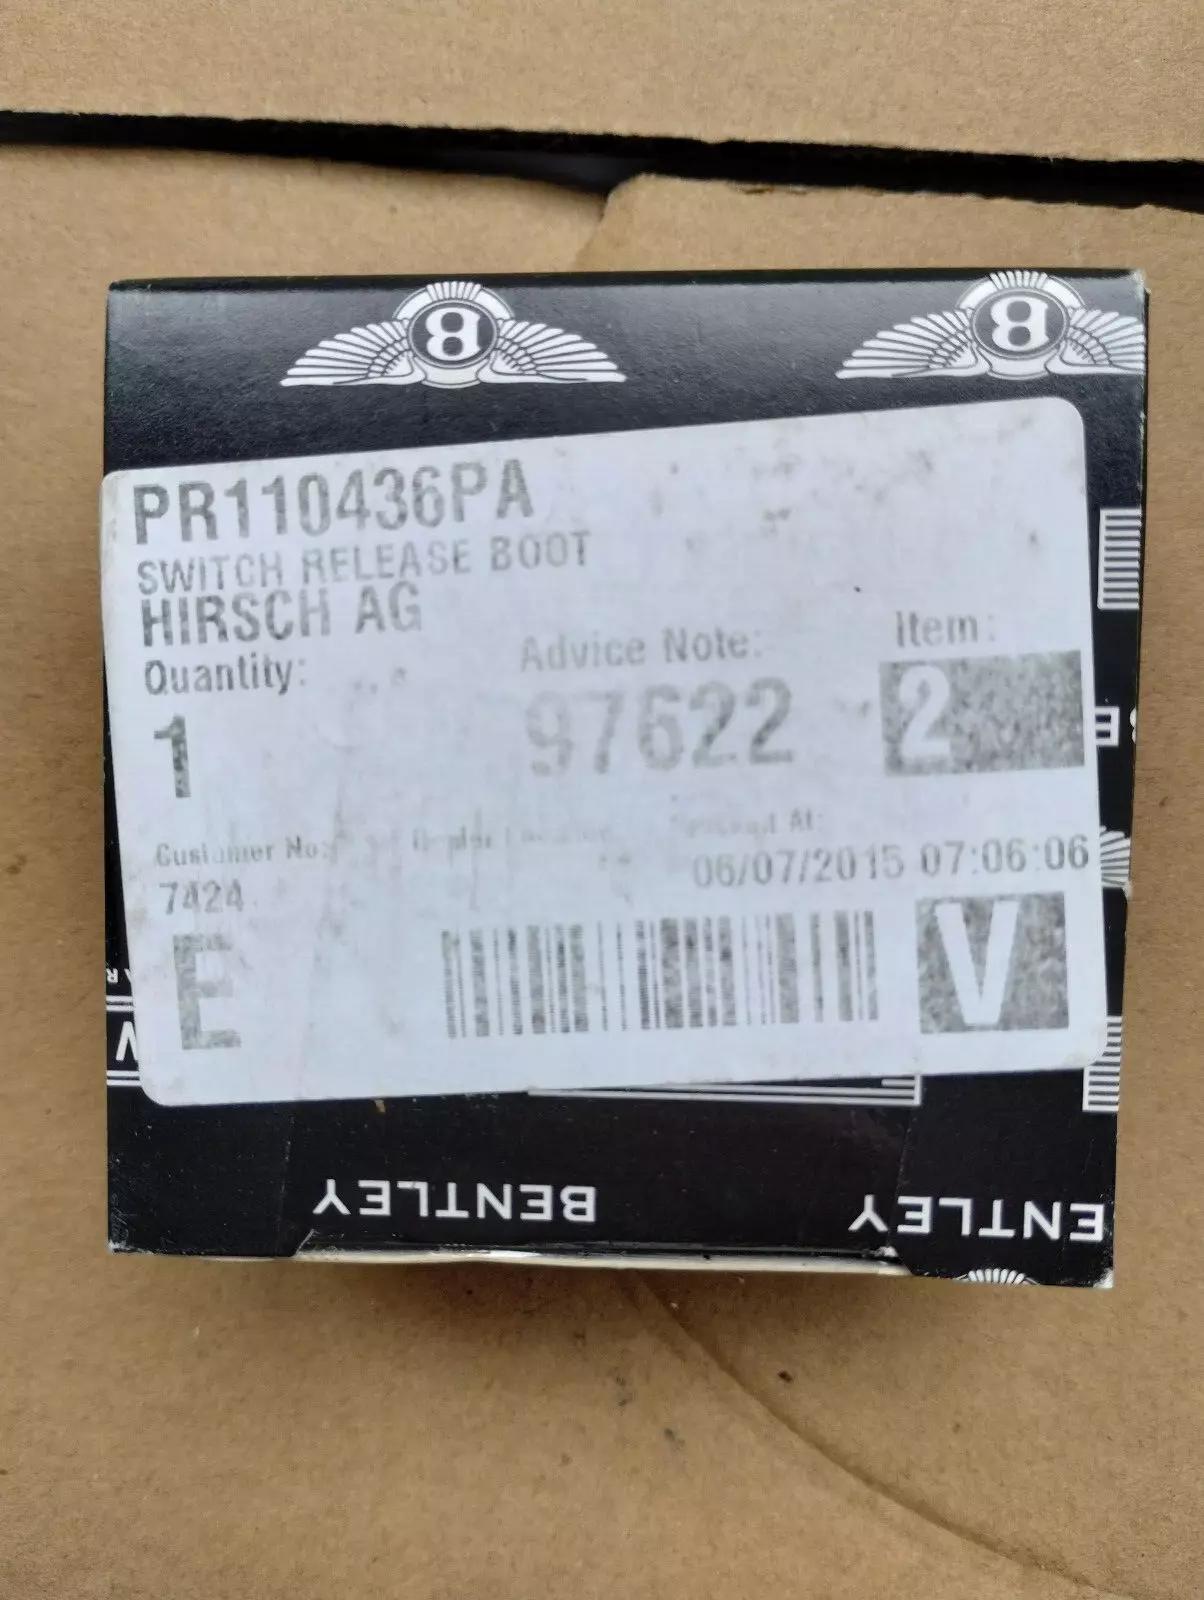 B B
PR110436PA
SWITCH RELEASE BOOT
HIRSCH AG
Quantity: Advice Note: Item:
1 97622 2
Customer No: At:
7424 06/07/2015 07:06:06
E V
BENTLEY ENTLEY